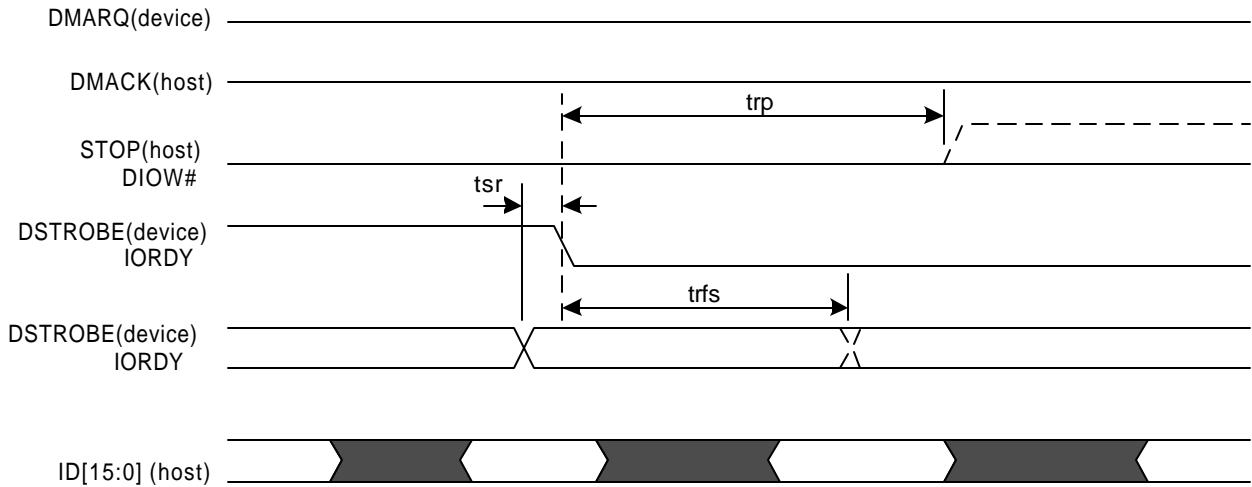 DMARQ(device)
DMACK(host)
trp
STOP(host)
DIOW#
tsr
DSTROBE(device)
IORDY
trfs
DSTROBE(device)
IORDY
ID[15:0] (host)